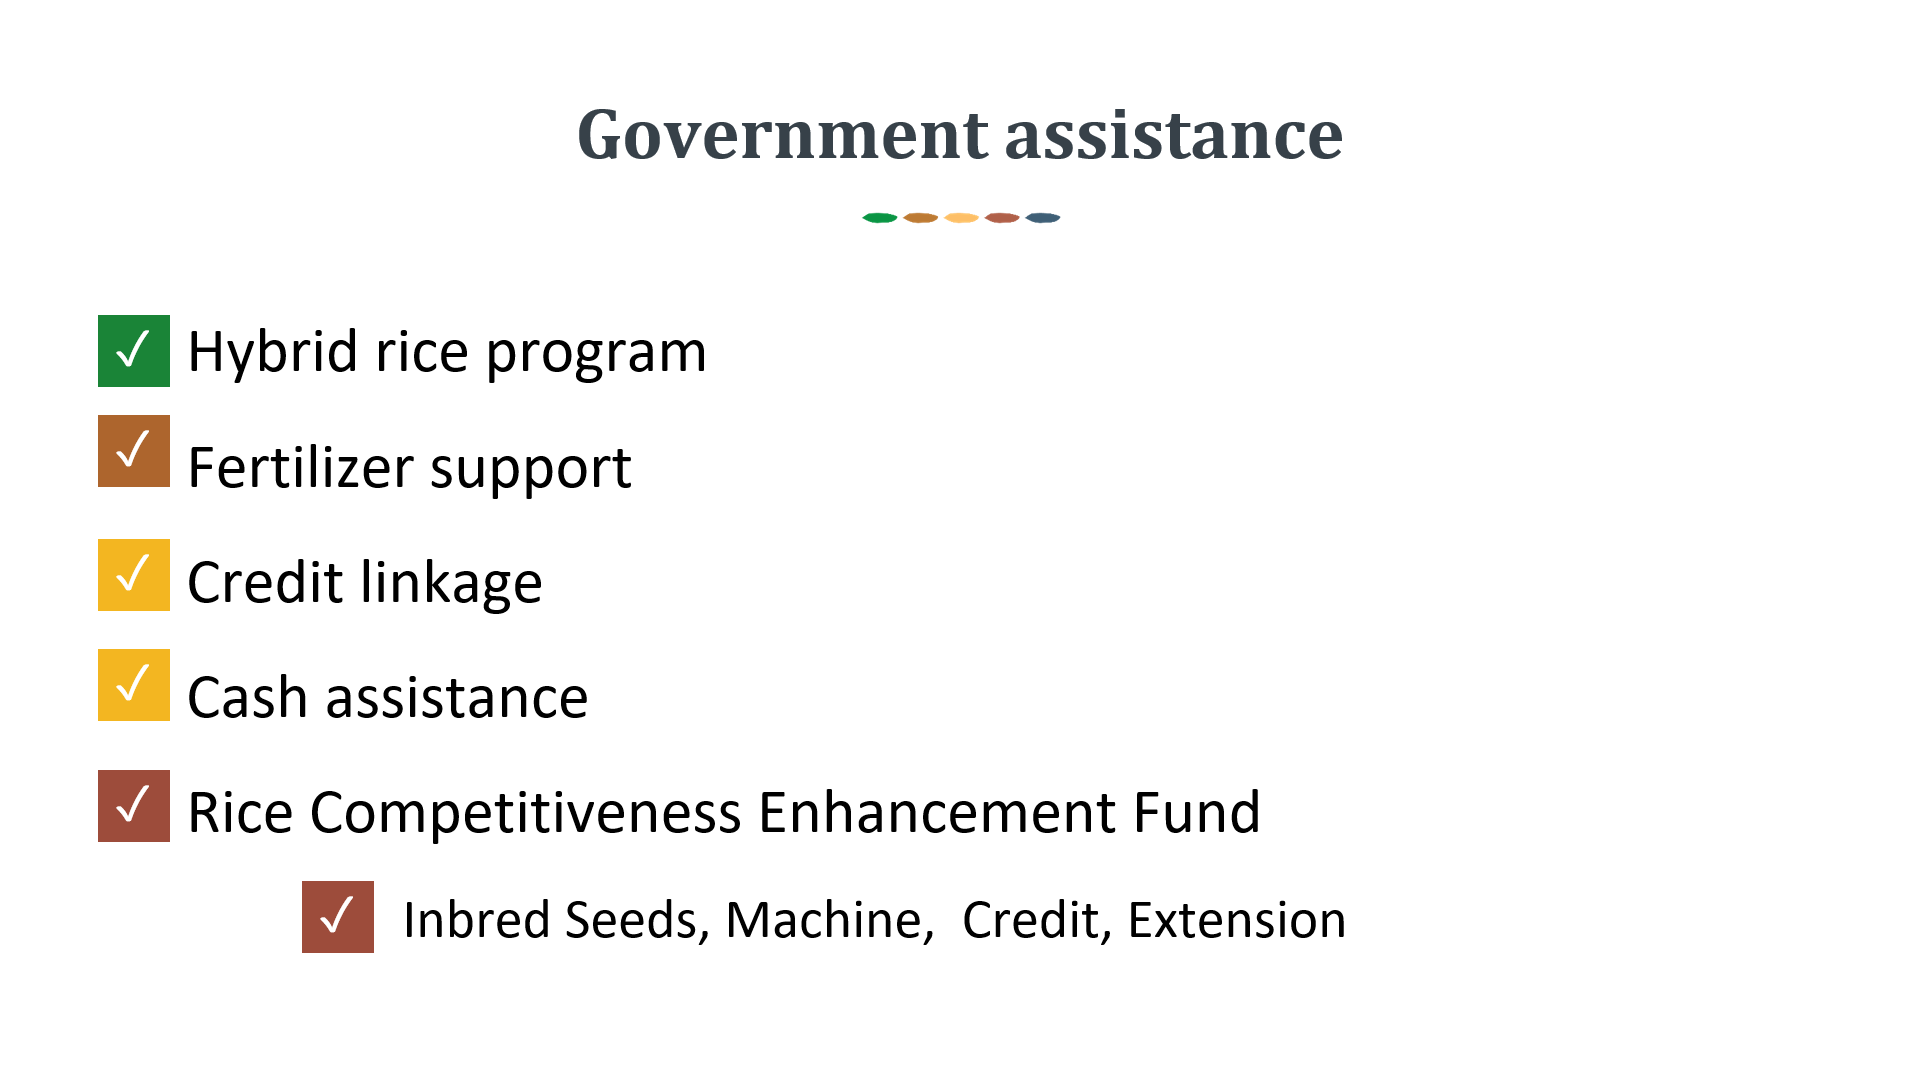 Government assistance
✓ Hybrid rice program
✓ Fertilizer support
✓ Credit linkage
✓ Cash assistance
✓ Rice Competitiveness Enhancement Fund
✓ Inbred Seeds, Machine,  Credit, Extension